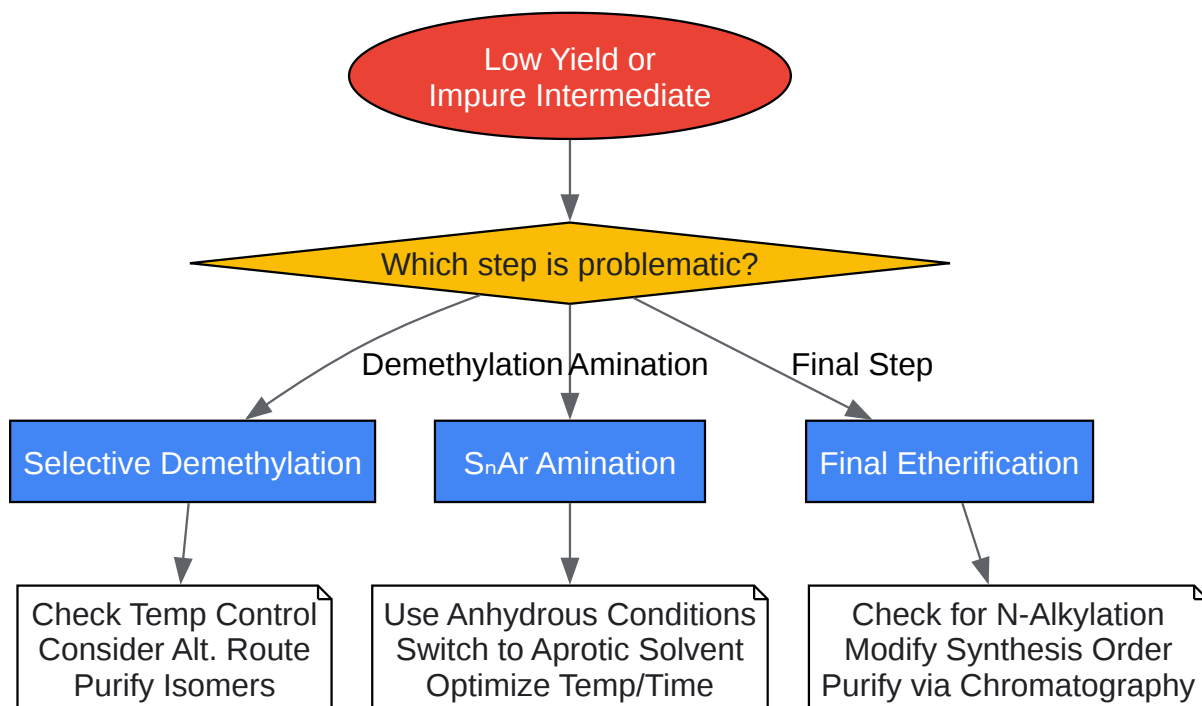 Low Yield or
Impure Intermediate
Which step is problematic?
Demethylation
Amination
Final Step
Selective Demethylation
SₙAr Amination
Final Etherification
Check Temp Control
Consider Alt. Route
Purify Isomers
Use Anhydrous Conditions
Switch to Aprotic Solvent
Optimize Temp/Time
Check for N-Alkylation
Modify Synthesis Order
Purify via Chromatography